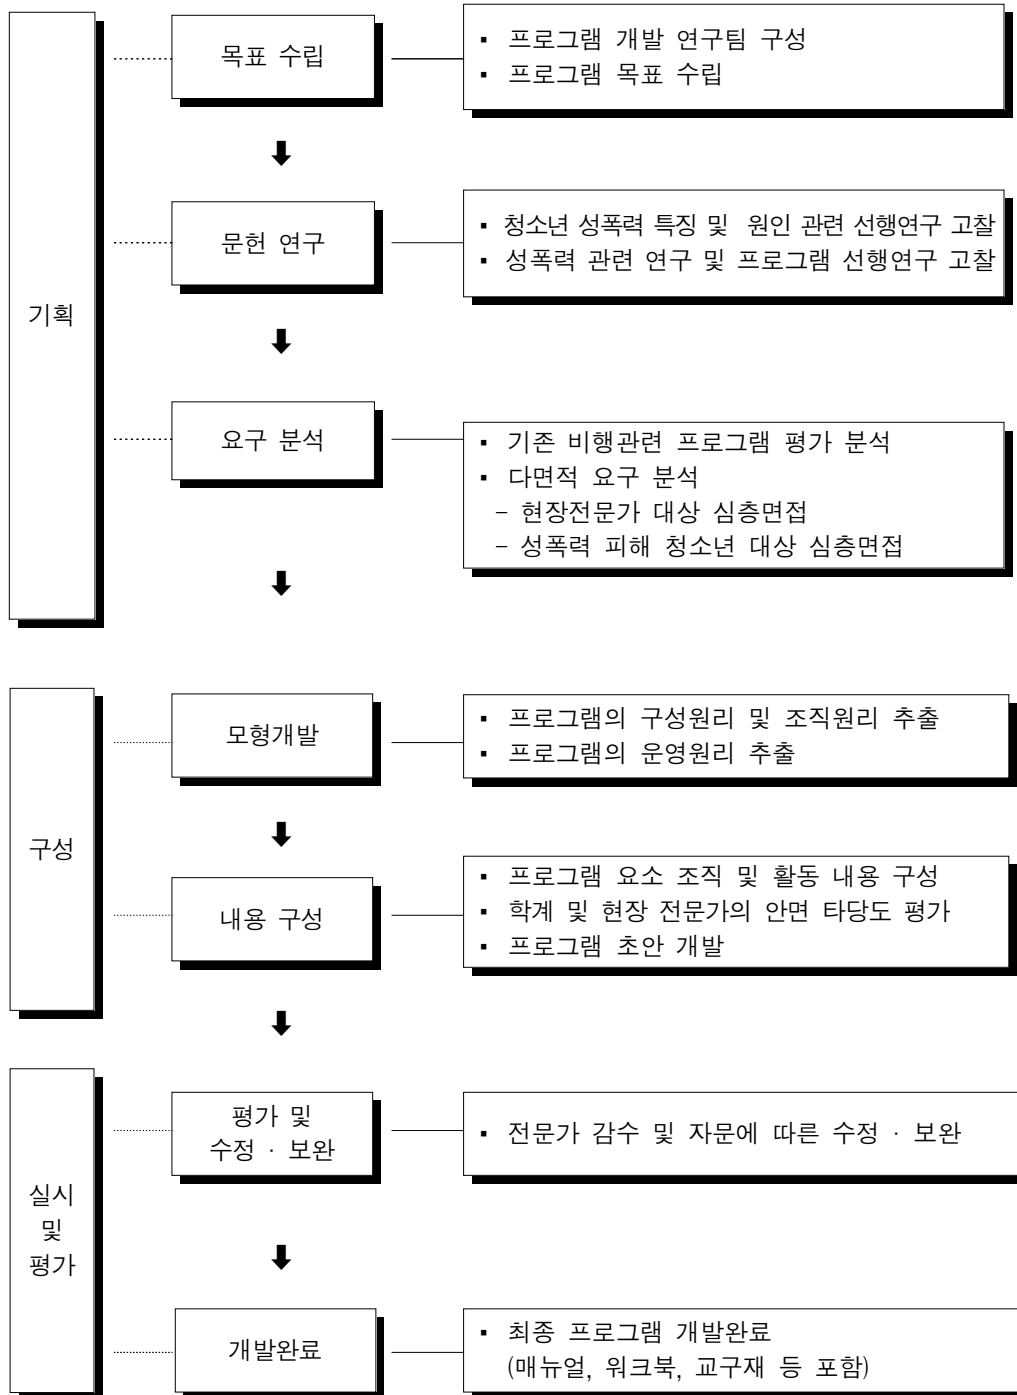 기획
목표 수립
▪ 프로그램 개발 연구팀 구성
▪ 프로그램 목표 수립
문헌 연구
▪ 청소년 성폭력 특징 및 원인 관련 선행연구 고찰
▪ 성폭력 관련 연구 및 프로그램 선행연구 고찰
요구 분석
▪ 기존 비행관련 프로그램 평가 분석
▪ 다면적 요구 분석
– 현장전문가 대상 심층면접
– 성폭력 피해 청소년 대상 심층면접
구성
모형개발
▪ 프로그램의 구성원리 및 조직원리 추출
▪ 프로그램의 운영원리 추출
내용 구성
▪ 프로그램 요소 조직 및 활동 내용 구성
▪ 학계 및 현장 전문가의 안면 타당도 평가
▪ 프로그램 초안 개발
실시
및
평가
평가 및
수정 · 보완
▪ 전문가 감수 및 자문에 따른 수정 · 보완
개발완료
▪ 최종 프로그램 개발완료
(매뉴얼, 워크북, 교구재 등 포함)